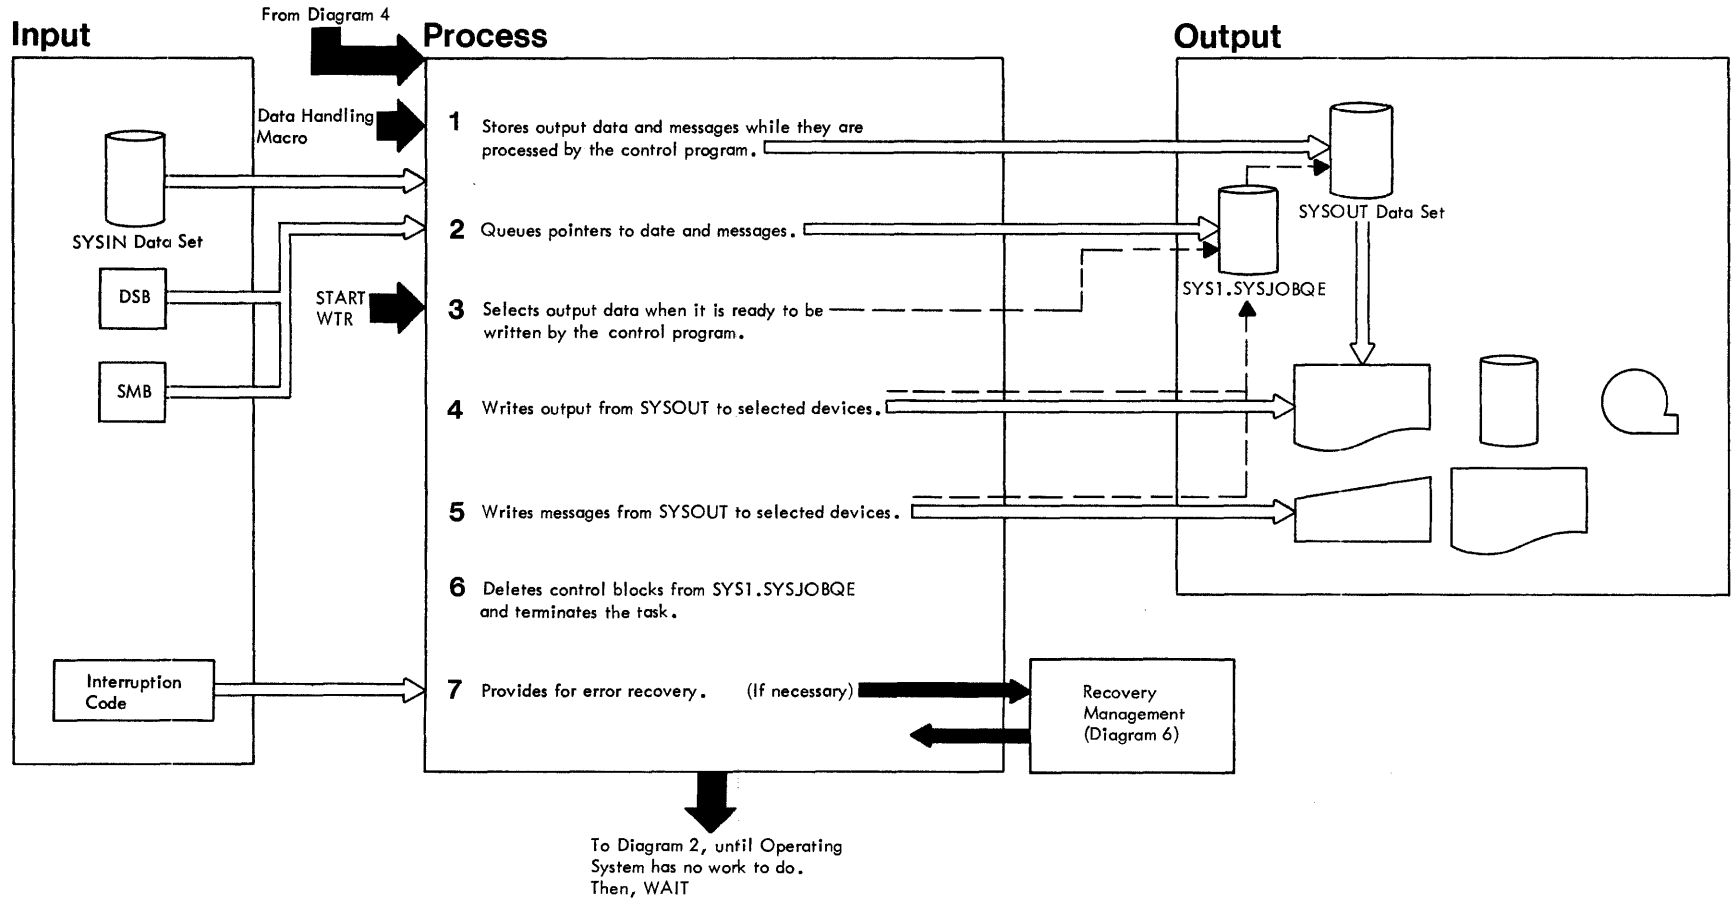 From Diagram 4
Input
Process
Output
Data Handling
Macro
1 Stores output data and messages while they are
processed by the control program.
SYSIN Data Set
SYSOUT Data Set
2 Queues pointers to date and messages.
SYS1.SYSJOBQE
DSB
START
WTR
3 Selects output data when it is ready to be
written by the control program.
SMB
4 Writes output from SYSOUT to selected devices.
5 Writes messages from SYSOUT to selected devices.
6 Deletes control blocks from SYS1.SYSJOBQE
and terminates the task.
Interruption
Code
7 Provides for error recovery. (If necessary)
Recovery
Management
(Diagram 6)
To Diagram 2, until Operating
System has no work to do.
Then, WAIT